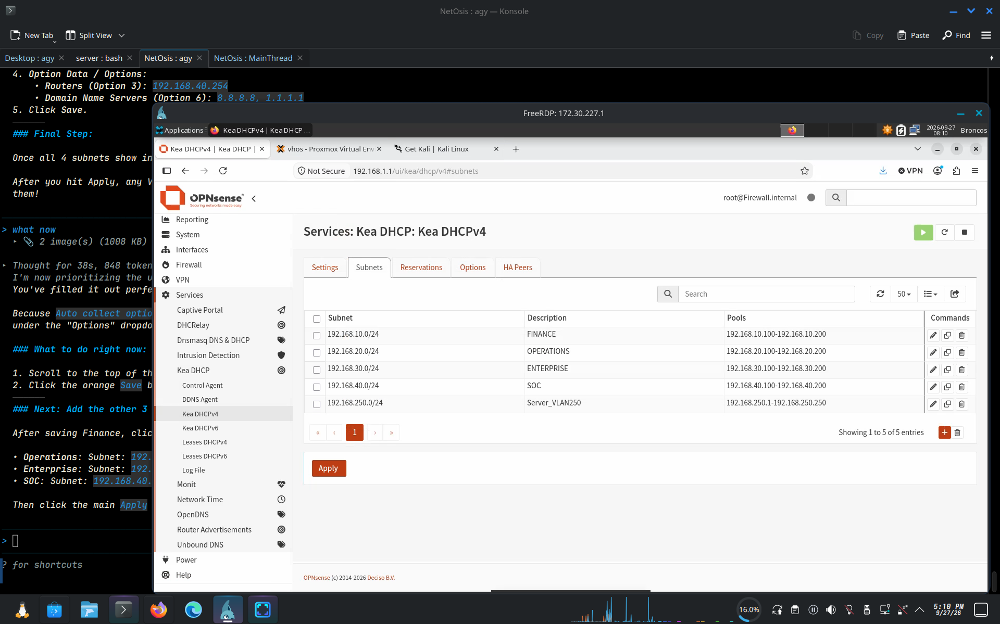 NetOsis : agy — Konsole
New Tab
Split View
Copy
Paste
Find
Desktop : agy
server : bash
NetOsis : agy
NetOsis : MainThread
4. Option Data / Options:
• Routers (Option 3): 192.168.40.254
• Domain Name Servers (Option 6): 8.8.8.8, 1.1.1.1
5. Click Save.
### Final Step:
Once all 4 subnets show in
After you hit Apply, any V
them!
> what now
▸ 📎 2 image(s) (1008 KB)
▸ Thought for 38s, 848 token
I'm now prioritizing the u
You've filled it out perfe
Because Auto collect optio
under the "Options" dropdo
### What to do right now:
1. Scroll to the top of th
2. Click the orange Save b
### Next: Add the other 3
After saving Finance, clic
• Operations: Subnet: 192.
• Enterprise: Subnet: 192.
• SOC: Subnet: 192.168.40.
Then click the main Apply
>
? for shortcuts
FreeRDP: 172.30.227.1
Applications
Kea DHCPv4 | Kea DHCP ...
2026-09-27
08:10
Broncos
Kea DHCPv4 | Kea DHCP |
vhos - Proxmox Virtual Env
Get Kali | Kali Linux
Not Secure
192.168.1.1/ui/kea/dhcp/v4#subnets
VPN
OPNsense®
Securing networks made easy
root@Firewall.internal
Reporting
System
Interfaces
Firewall
VPN
Services
Captive Portal
DHCRelay
Dnsmasq DNS & DHCP
Intrusion Detection
Kea DHCP
Control Agent
DDNS Agent
Kea DHCPv4
Kea DHCPv6
Leases DHCPv4
Leases DHCPv6
Log File
Monit
Network Time
OpenDNS
Router Advertisements
Unbound DNS
Power
Help
Services: Kea DHCP: Kea DHCPv4
Settings
Subnets
Reservations
Options
HA Peers
Search
50
Subnet Description Pools Commands
192.168.10.0/24 FINANCE 192.168.10.100-192.168.10.200
192.168.20.0/24 OPERATIONS 192.168.20.100-192.168.20.200
192.168.30.0/24 ENTERPRISE 192.168.30.100-192.168.30.200
192.168.40.0/24 SOC 192.168.40.100-192.168.40.200
192.168.250.0/24 Server_VLAN250 192.168.250.1-192.168.250.250
« ‹ 1 › »
Showing 1 to 5 of 5 entries
Apply
OPNsense (c) 2014-2026 Deciso B.V.
16.0%
5:10 PM
9/27/26